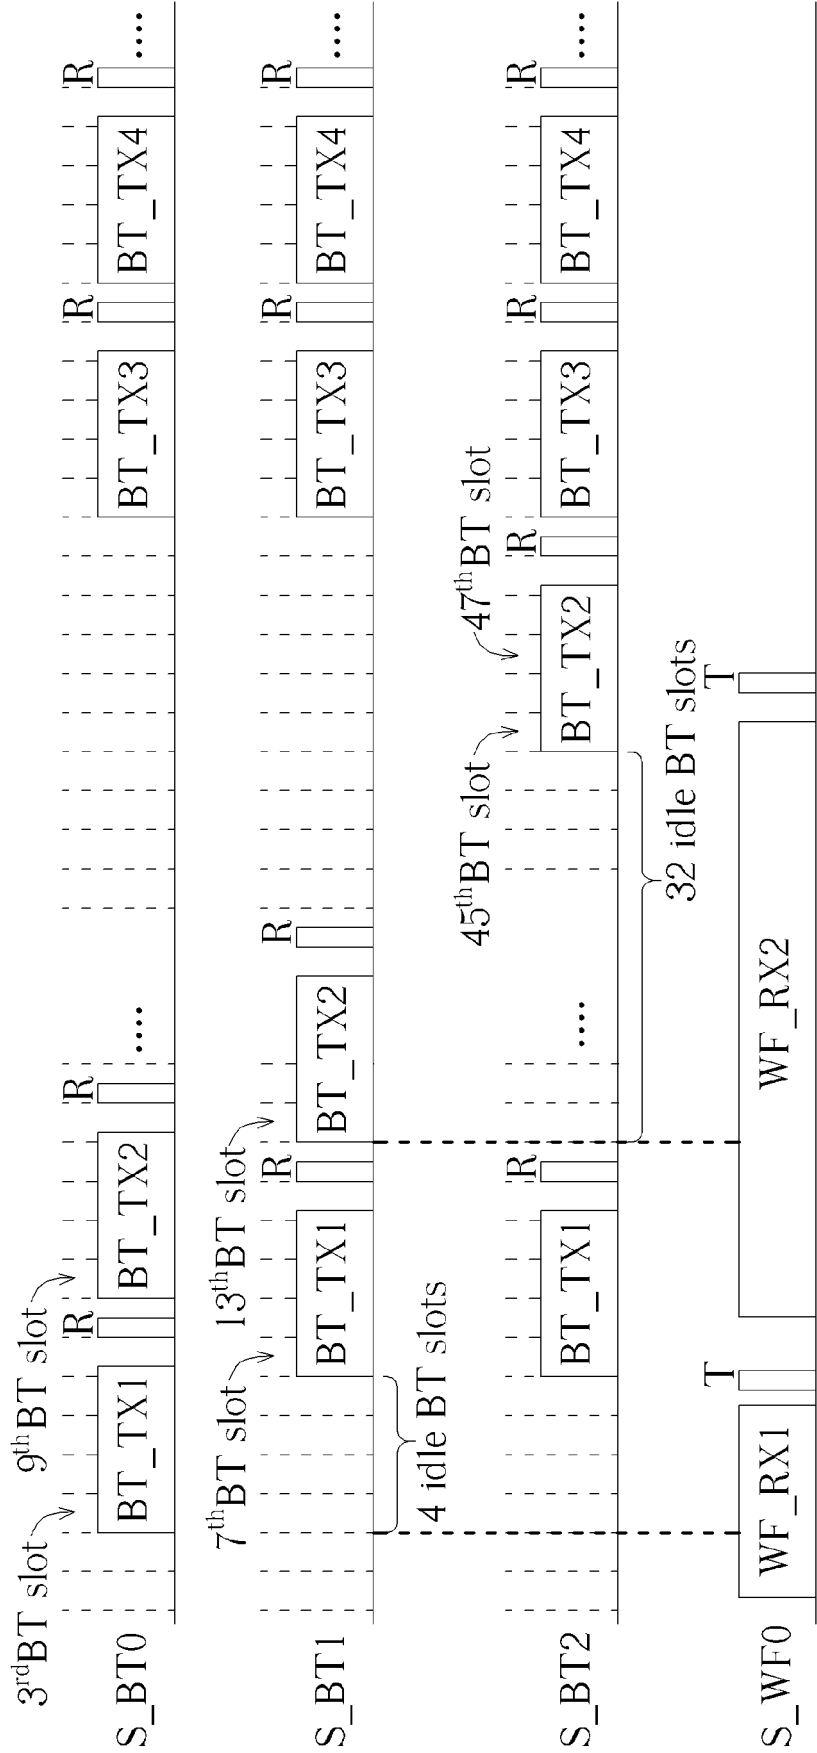 3rdBT slot
9thBT slot
S_BT0
BT_TX1
R
BT_TX2
R
....
BT_TX3
R
BT_TX4
R
....
7thBT slot
13thBT slot
S_BT1
BT_TX1
R
BT_TX2
R
BT_TX3
R
BT_TX4
R
....
4 idle BT slots
45thBT slot
47thBT slot
S_BT2
BT_TX1
R
....
BT_TX2
R
BT_TX3
R
BT_TX4
R
....
32 idle BT slots
S_WF0
WF_RX1
T
WF_RX2
T